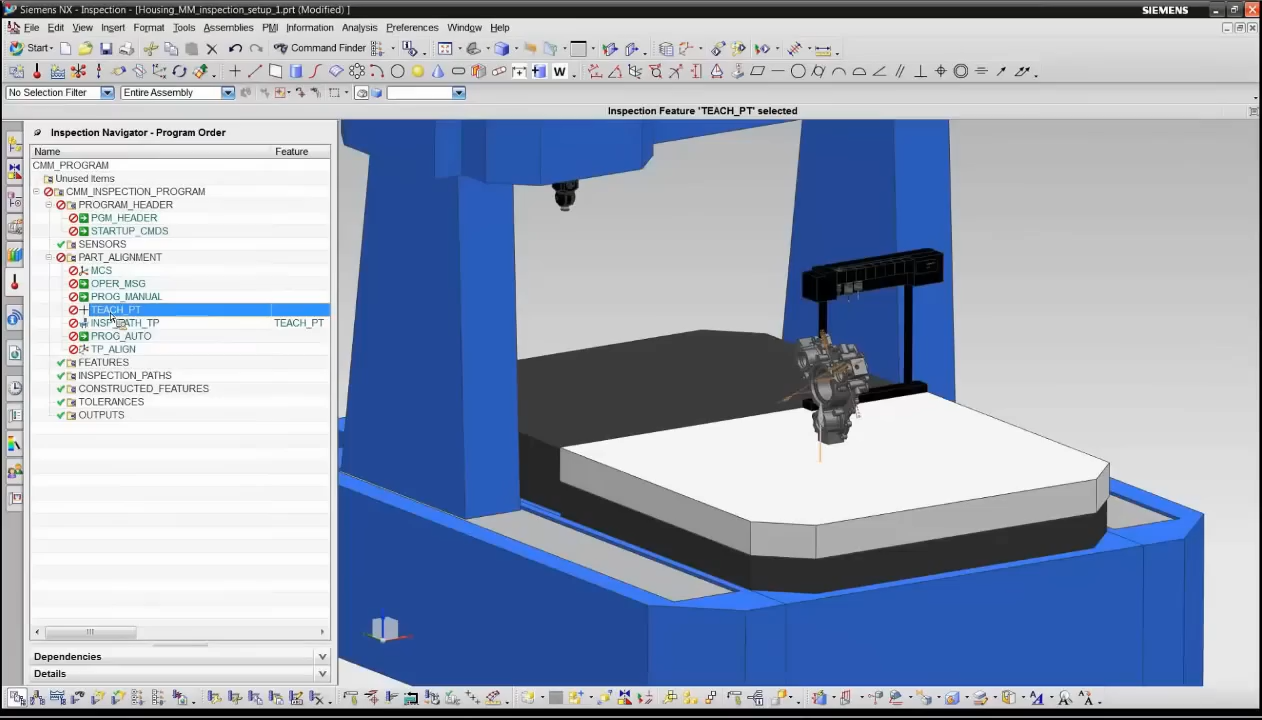 Siemens NX - Inspection - [Housing_MM_inspection_setup_1.prt (Modified) ]
SIEMENS
File Edit View Insert Format Tools Assemblies PMI Information Analysis Preferences Window Help
Start
Command Finder
W
No Selection Filter
Entire Assembly
Inspection Feature 'TEACH_PT' selected
Inspection Navigator - Program Order
Name Feature
CMM_PROGRAM
Unused Items
CMM_INSPECTION_PROGRAM
PROGRAM_HEADER
PGM_HEADER
STARTUP_CMDS
SENSORS
PART_ALIGNMENT
MCS
OPER_MSG
PROG_MANUAL
TEACH_PT
TEACH_PT
PROG_AUTO
TP_ALIGN
FEATURES
INSPECTION_PATHS
CONSTRUCTED_FEATURES
TOLERANCES
OUTPUTS
Dependencies
Details